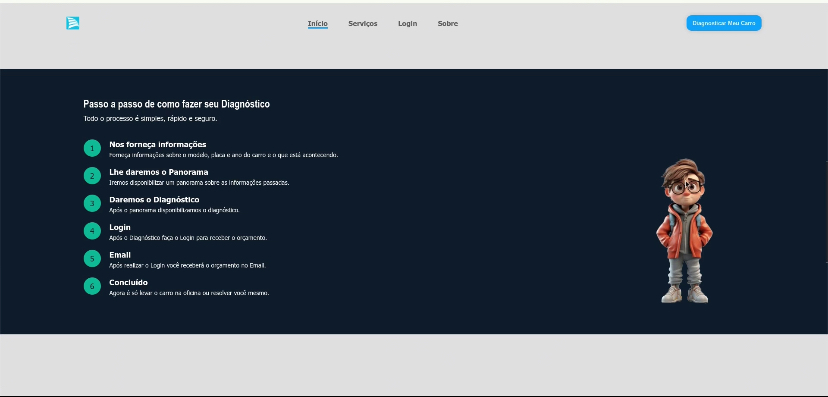 Início
Serviços
Login
Sobre
Diagnosticar Meu Carro
Passo a passo de como fazer seu Diagnóstico
Todo o processo é simples, rápido e seguro.
1
Nos forneça informações
Forneça informações sobre o modelo, placa e ano do carro e o que está acontecendo.
2
Lhe daremos o Panorama
Iremos disponibilizar um panorama sobre as informações passadas.
3
Daremos o Diagnóstico
Após o panorama disponibilizamos o diagnóstico.
4
Login
Após o Diagnóstico faça o Login para receber o orçamento.
5
Email
Após realizar o Login você receberá o orçamento no Email.
6
Concluído
Agora é só levar o carro na oficina ou resolver você mesmo.